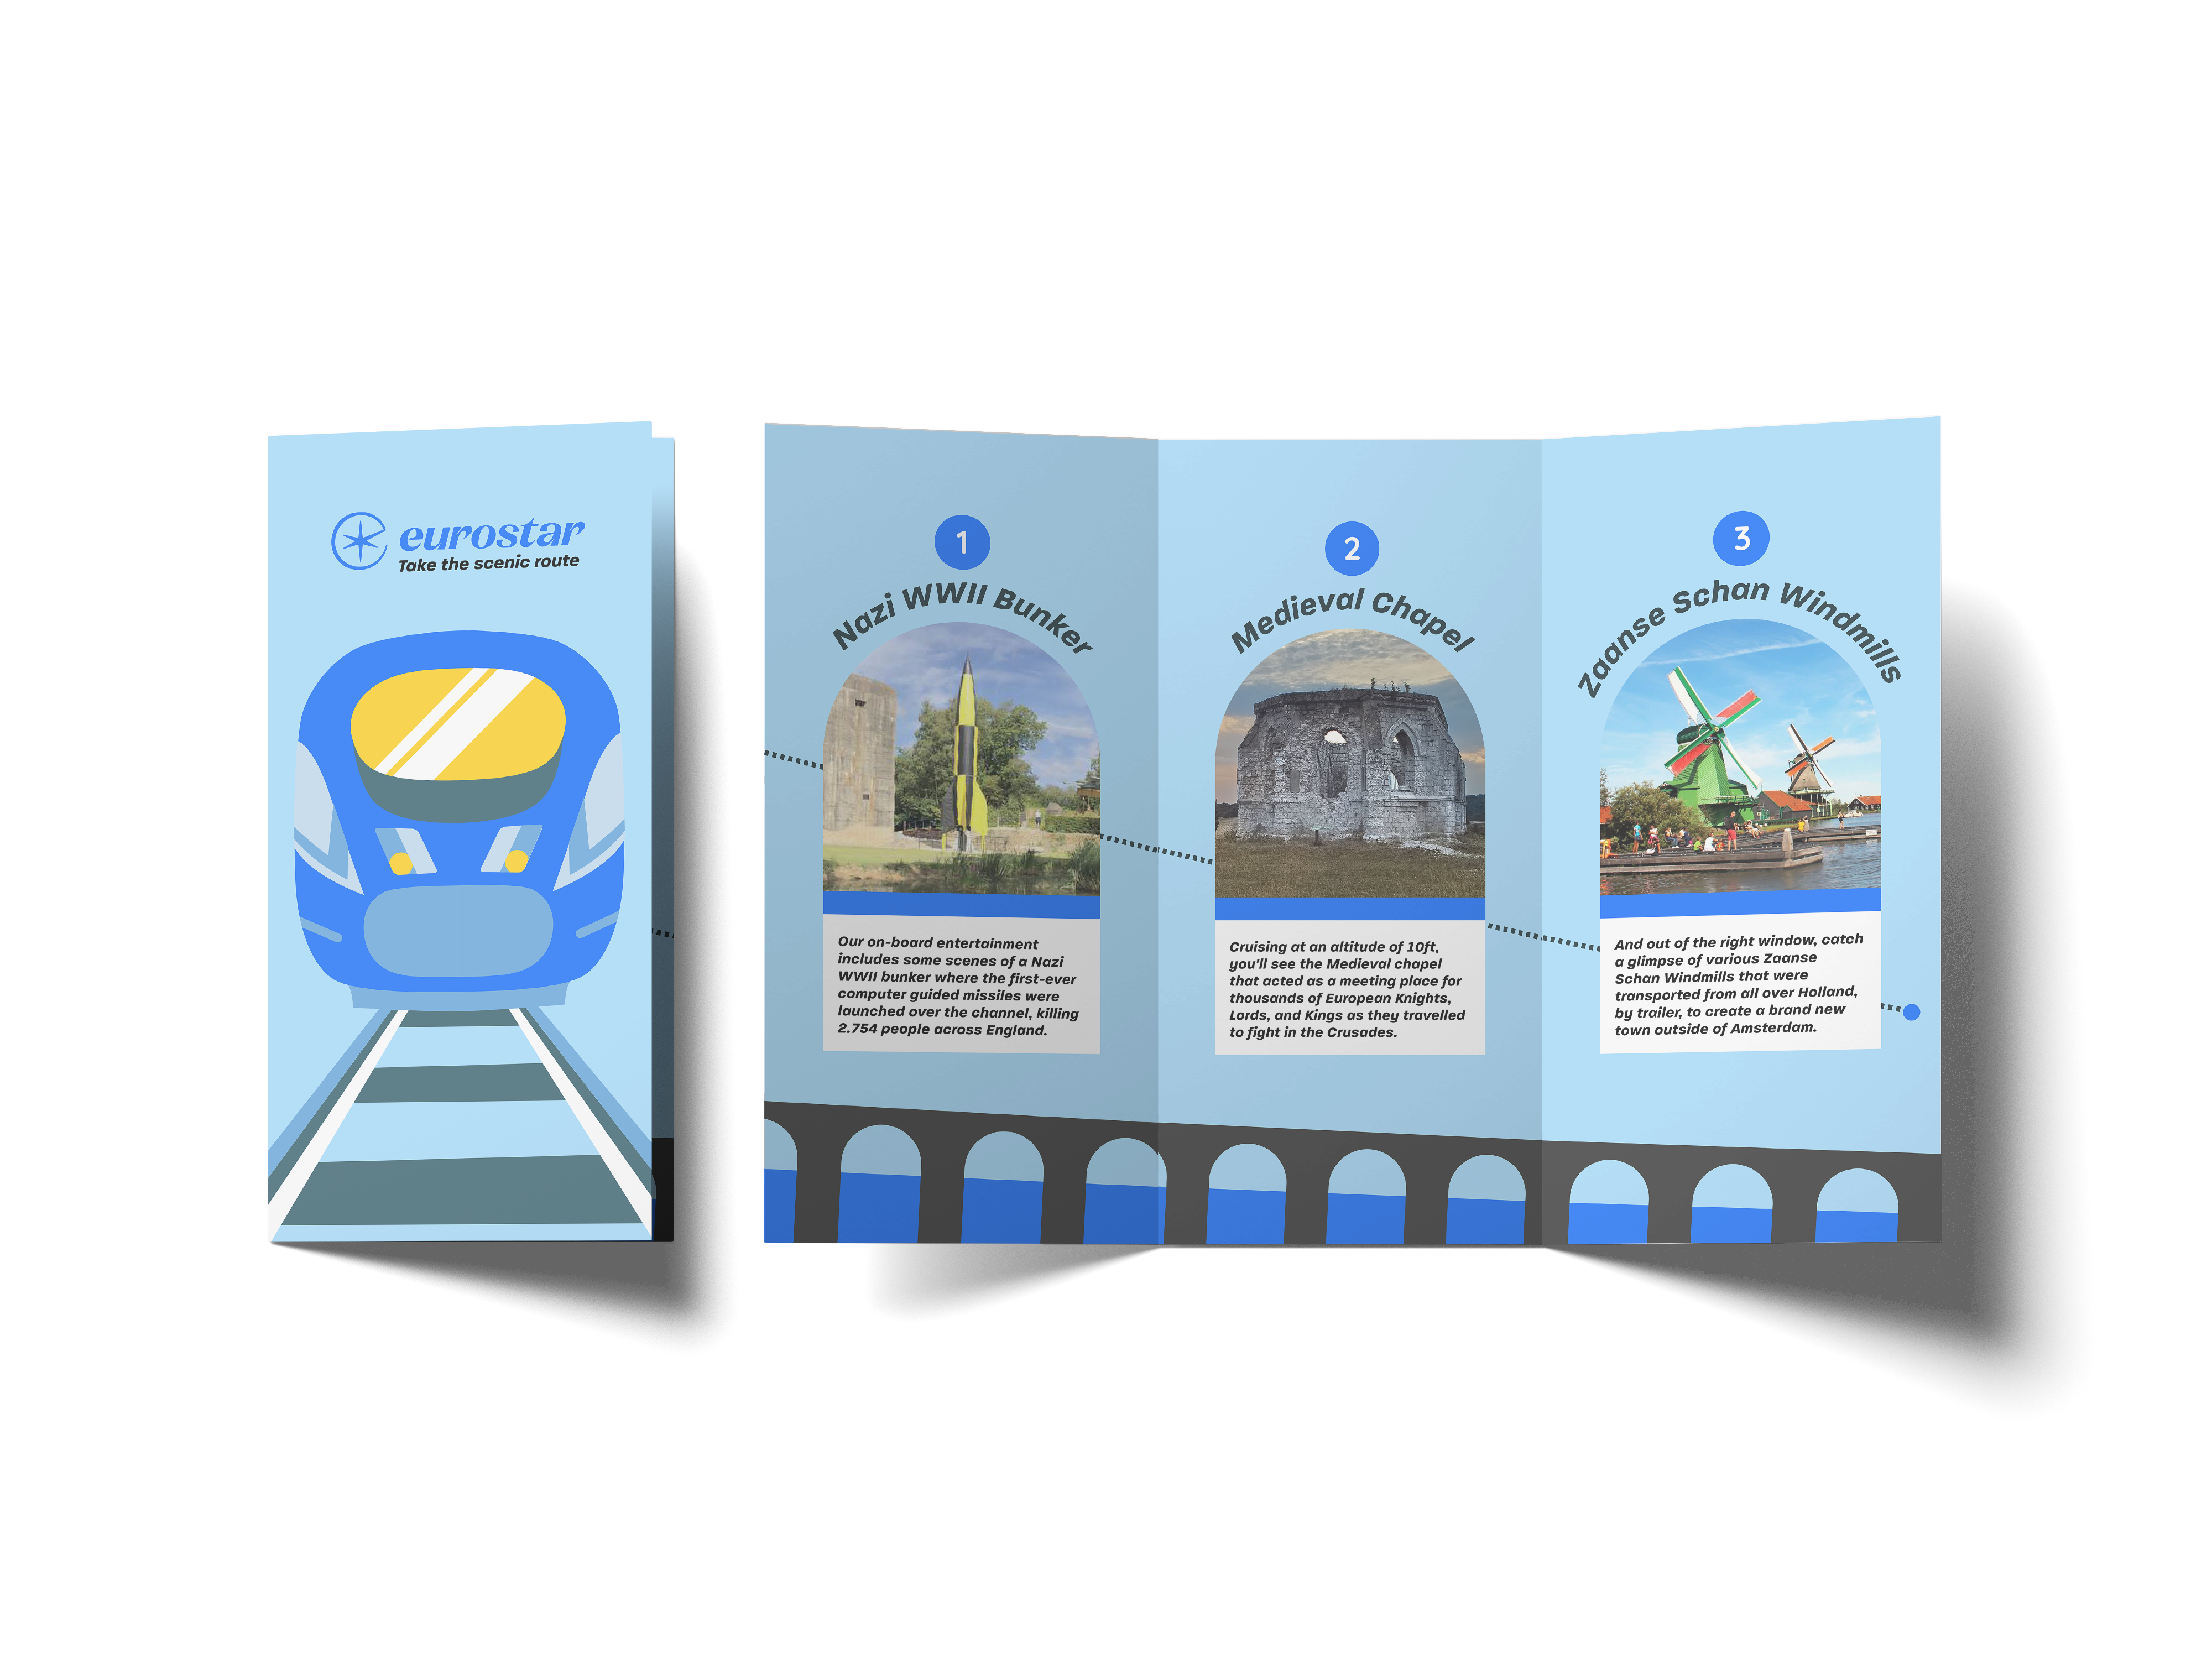 eurostar
Take the scenic route
1
Nazi WWII Bunker
Our on-board entertainment
includes some scenes of a Nazi
WWII bunker where the first-ever
computer guided missiles were
launched over the channel, killing
2.754 people across England.
2
Medieval Chapel
Cruising at an altitude of 10ft,
you'll see the Medieval chapel
that acted as a meeting place for
thousands of European Knights,
Lords, and Kings as they travelled
to fight in the Crusades.
3
Zaanse Schan Windmills
And out of the right window, catch
a glimpse of various Zaanse
Schan Windmills that were
transported from all over Holland,
by trailer, to create a brand new
town outside of Amsterdam.